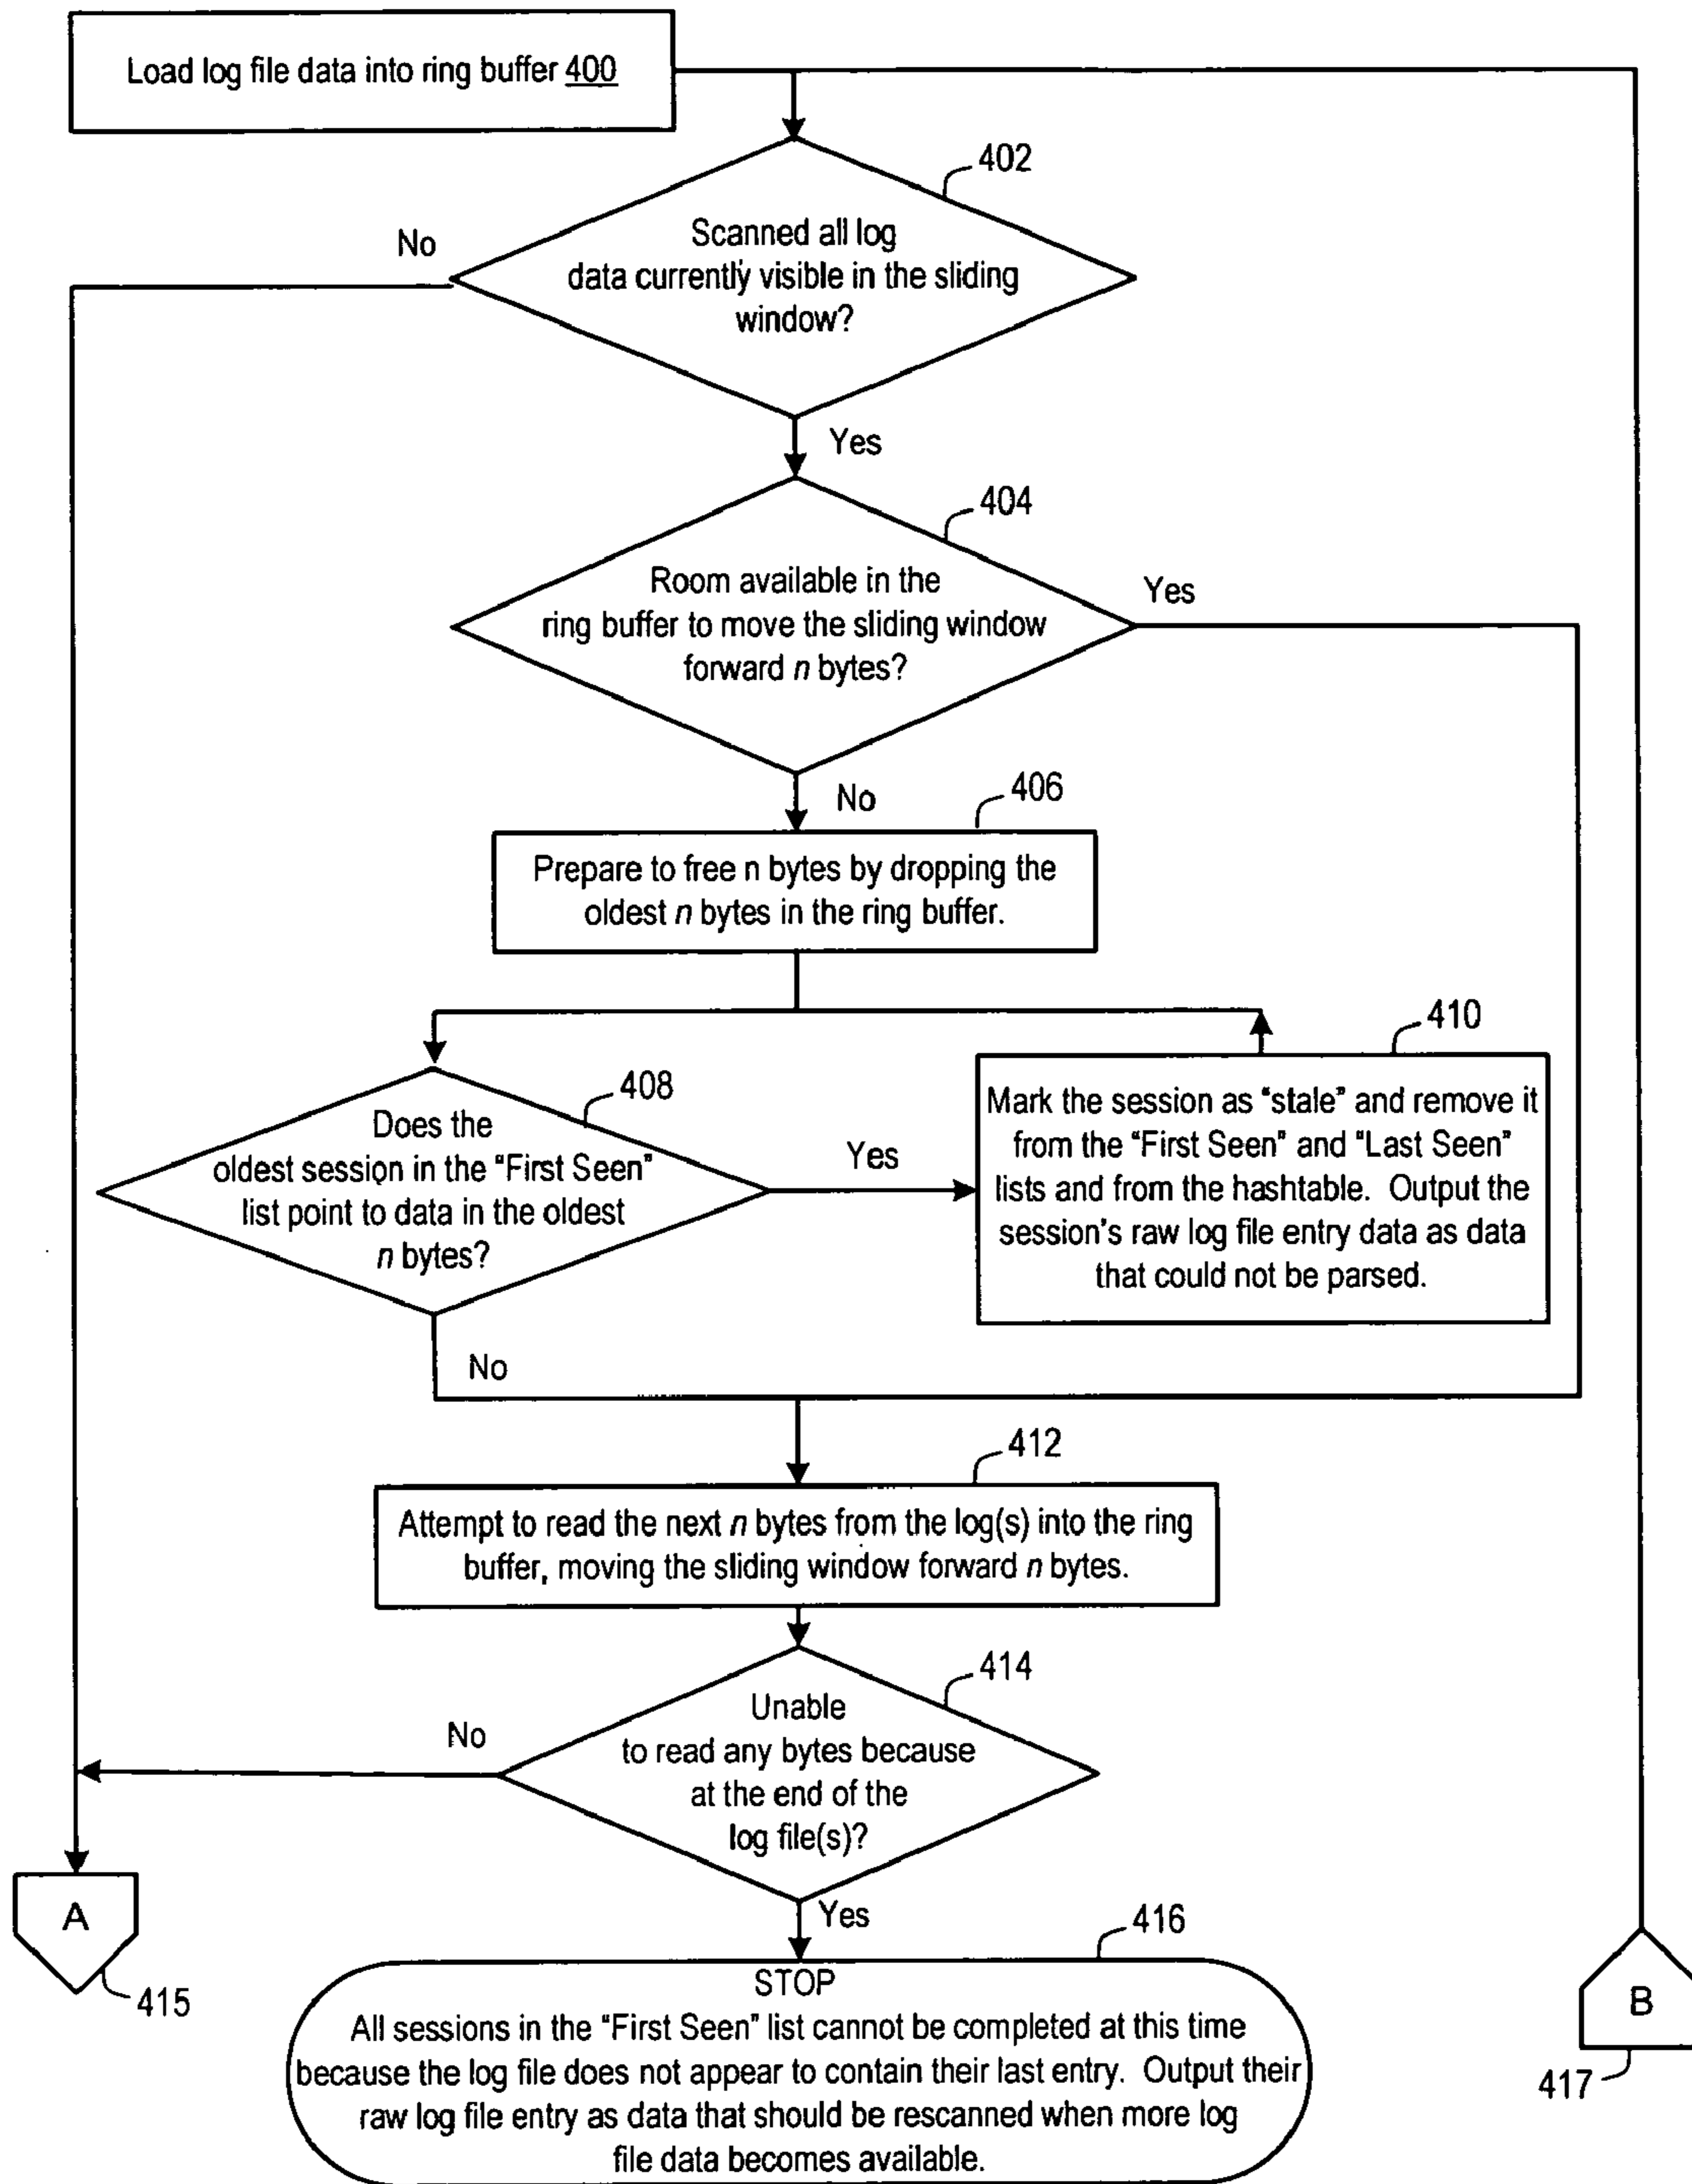 Load log file data into ring buffer 400
402
No
Scanned all log
data currently visible in the sliding
window?
Yes
404
Room available in the
ring buffer to move the sliding window
forward n bytes?
Yes
No
406
Prepare to free n bytes by dropping the
oldest n bytes in the ring buffer.
408
Does the
oldest session in the "First Seen"
list point to data in the oldest
n bytes?
Yes
410
Mark the session as "stale" and remove it
from the "First Seen" and "Last Seen"
lists and from the hashtable. Output the
session's raw log file entry data as data
that could not be parsed.
No
412
Attempt to read the next n bytes from the log(s) into the ring
buffer, moving the sliding window forward n bytes.
414
No
Unable
to read any bytes because
at the end of the
log file(s)?
Yes
A
415
416
STOP
All sessions in the "First Seen" list cannot be completed at this time
because the log file does not appear to contain their last entry. Output their
raw log file entry as data that should be rescanned when more log
file data becomes available.
B
417